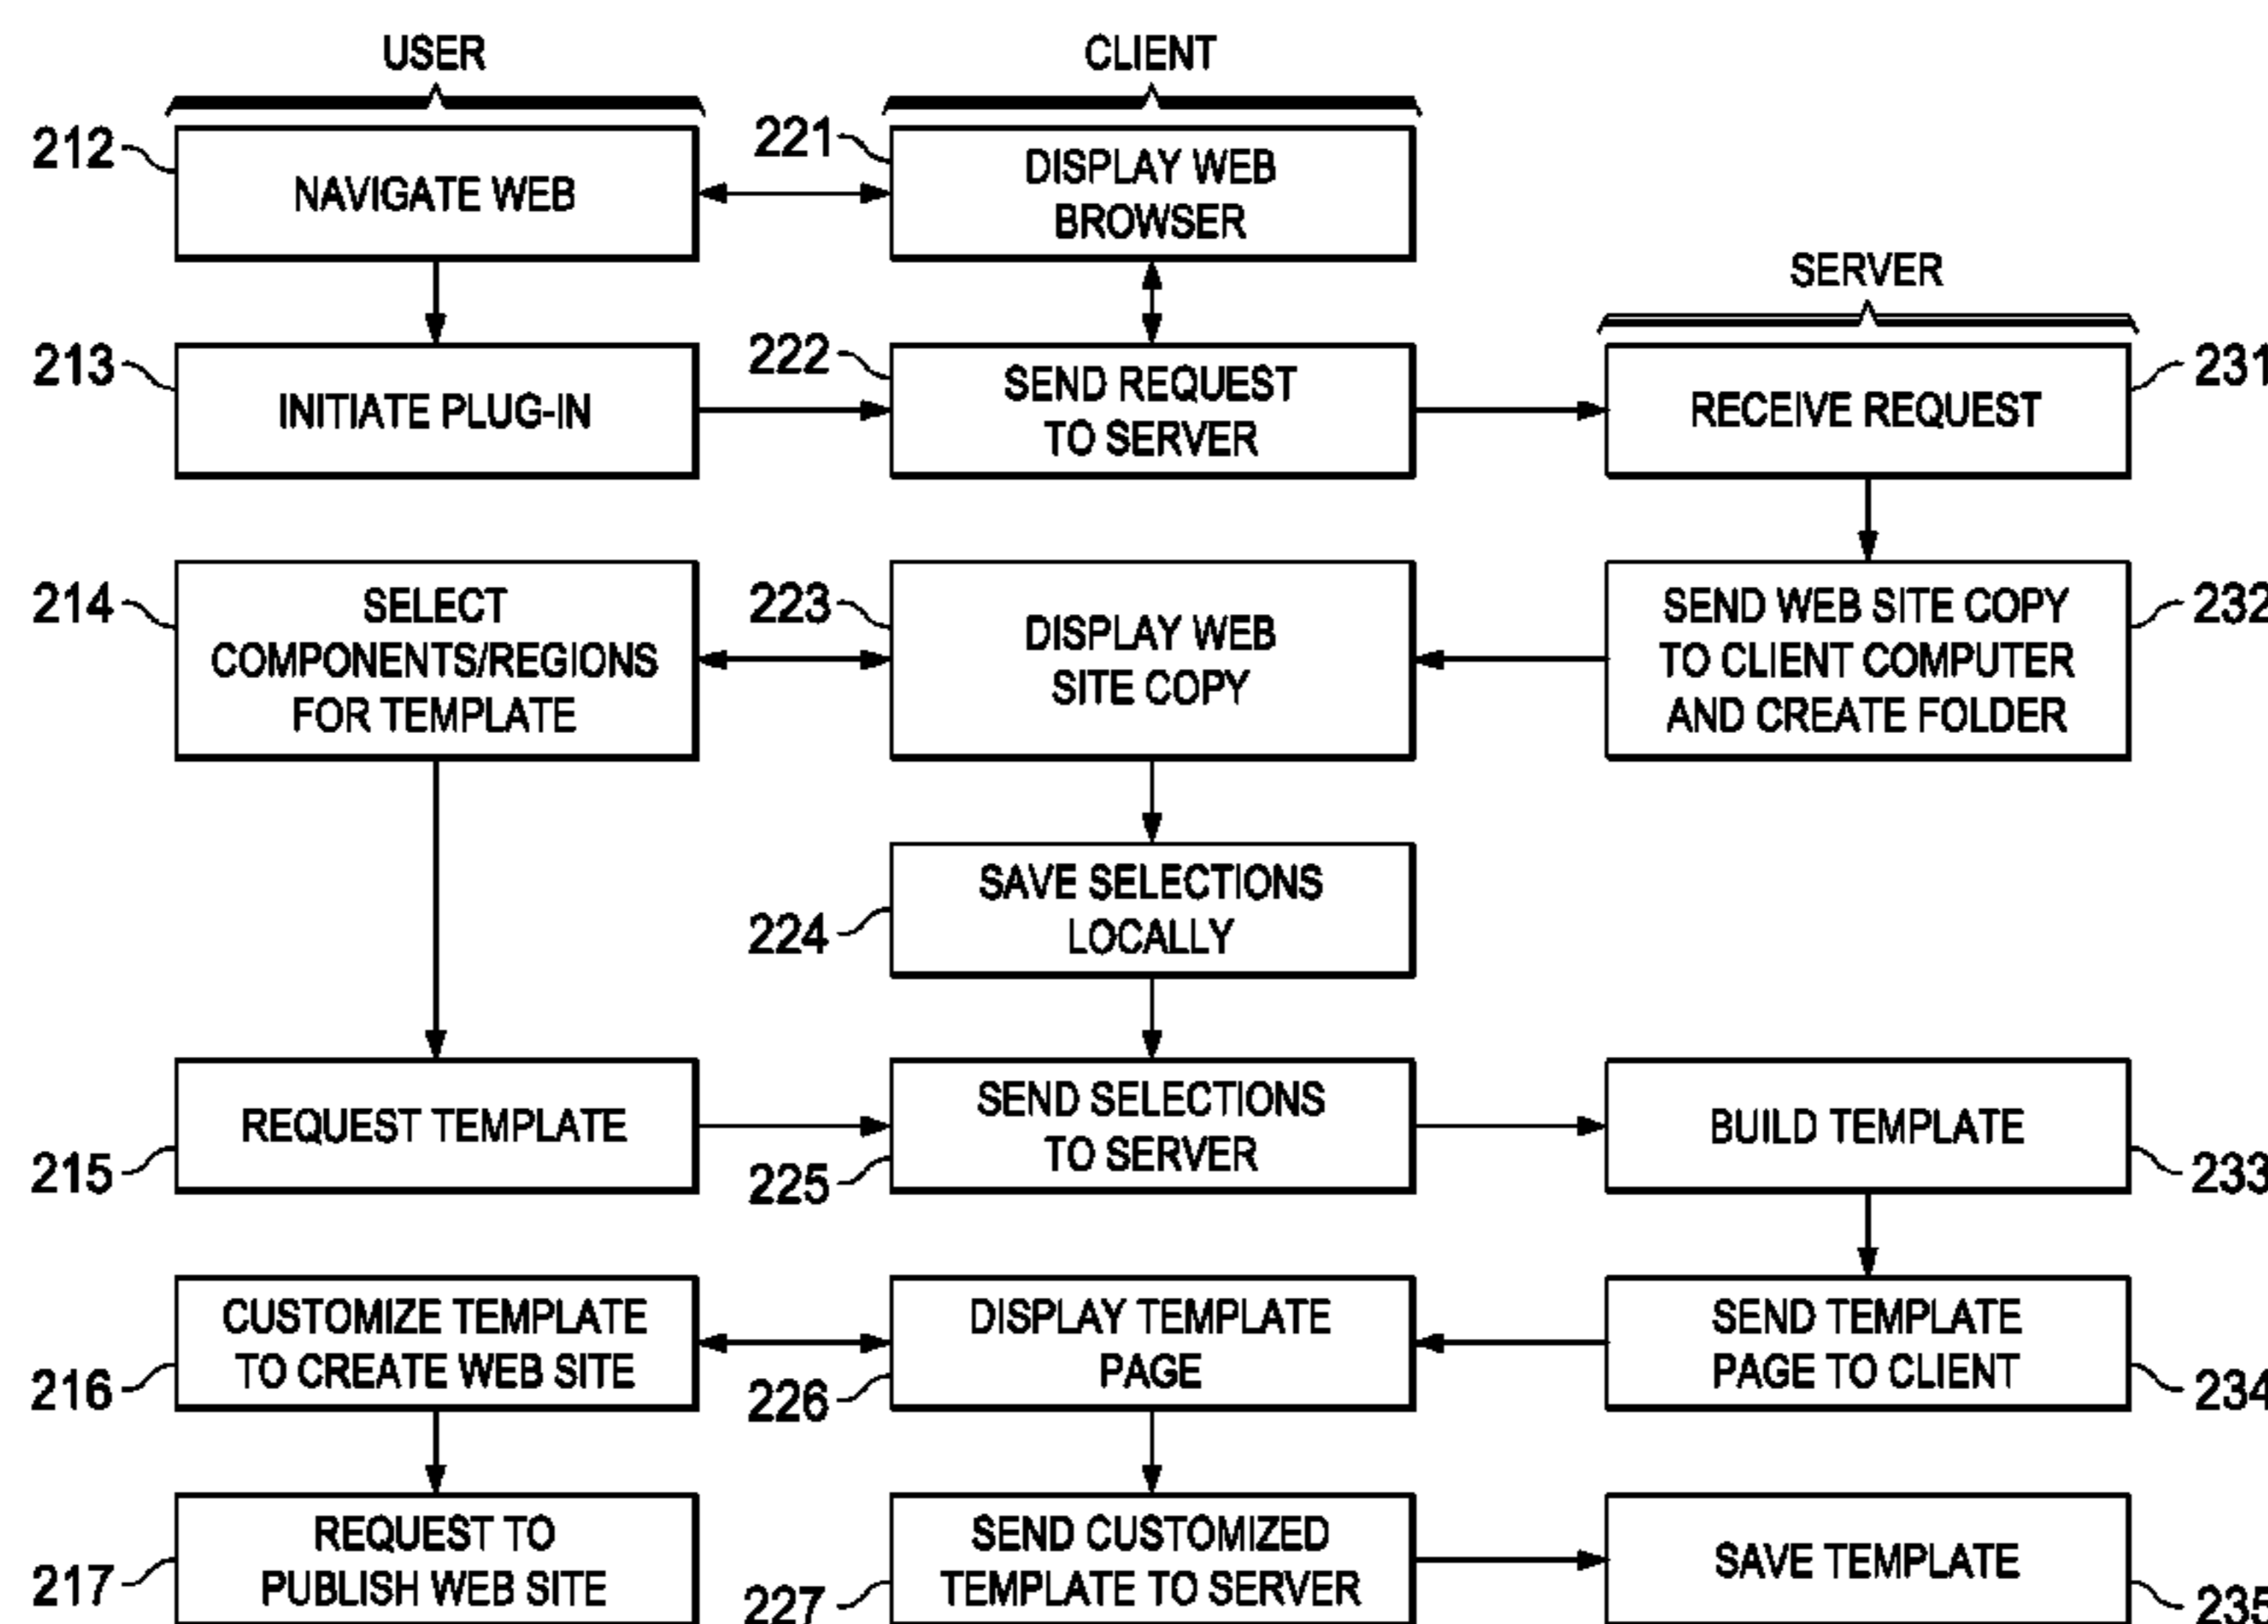 USER
CLIENT
212
NAVIGATE WEB
221
DISPLAY WEB
BROWSER
SERVER
213
INITIATE PLUG-IN
222
SEND REQUEST
TO SERVER
RECEIVE REQUEST
231
214
SELECT
COMPONENTS/REGIONS
FOR TEMPLATE
223
DISPLAY WEB
SITE COPY
SEND WEB SITE COPY
TO CLIENT COMPUTER
AND CREATE FOLDER
232
224
SAVE SELECTIONS
LOCALLY
215
REQUEST TEMPLATE
225
SEND SELECTIONS
TO SERVER
BUILD TEMPLATE
233
216
CUSTOMIZE TEMPLATE
TO CREATE WEB SITE
226
DISPLAY TEMPLATE
PAGE
SEND TEMPLATE
PAGE TO CLIENT
234
217
REQUEST TO
PUBLISH WEB SITE
227
SEND CUSTOMIZED
TEMPLATE TO SERVER
SAVE TEMPLATE
235